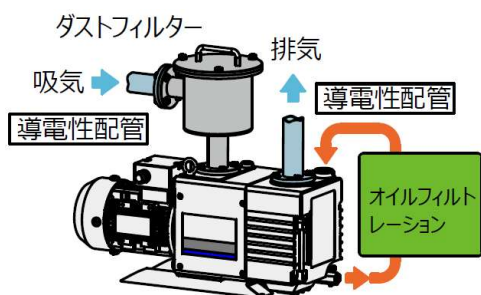 ダストフィルター
排気
吸気
導電性配管
導電性配管
オイルフィルト
レーション